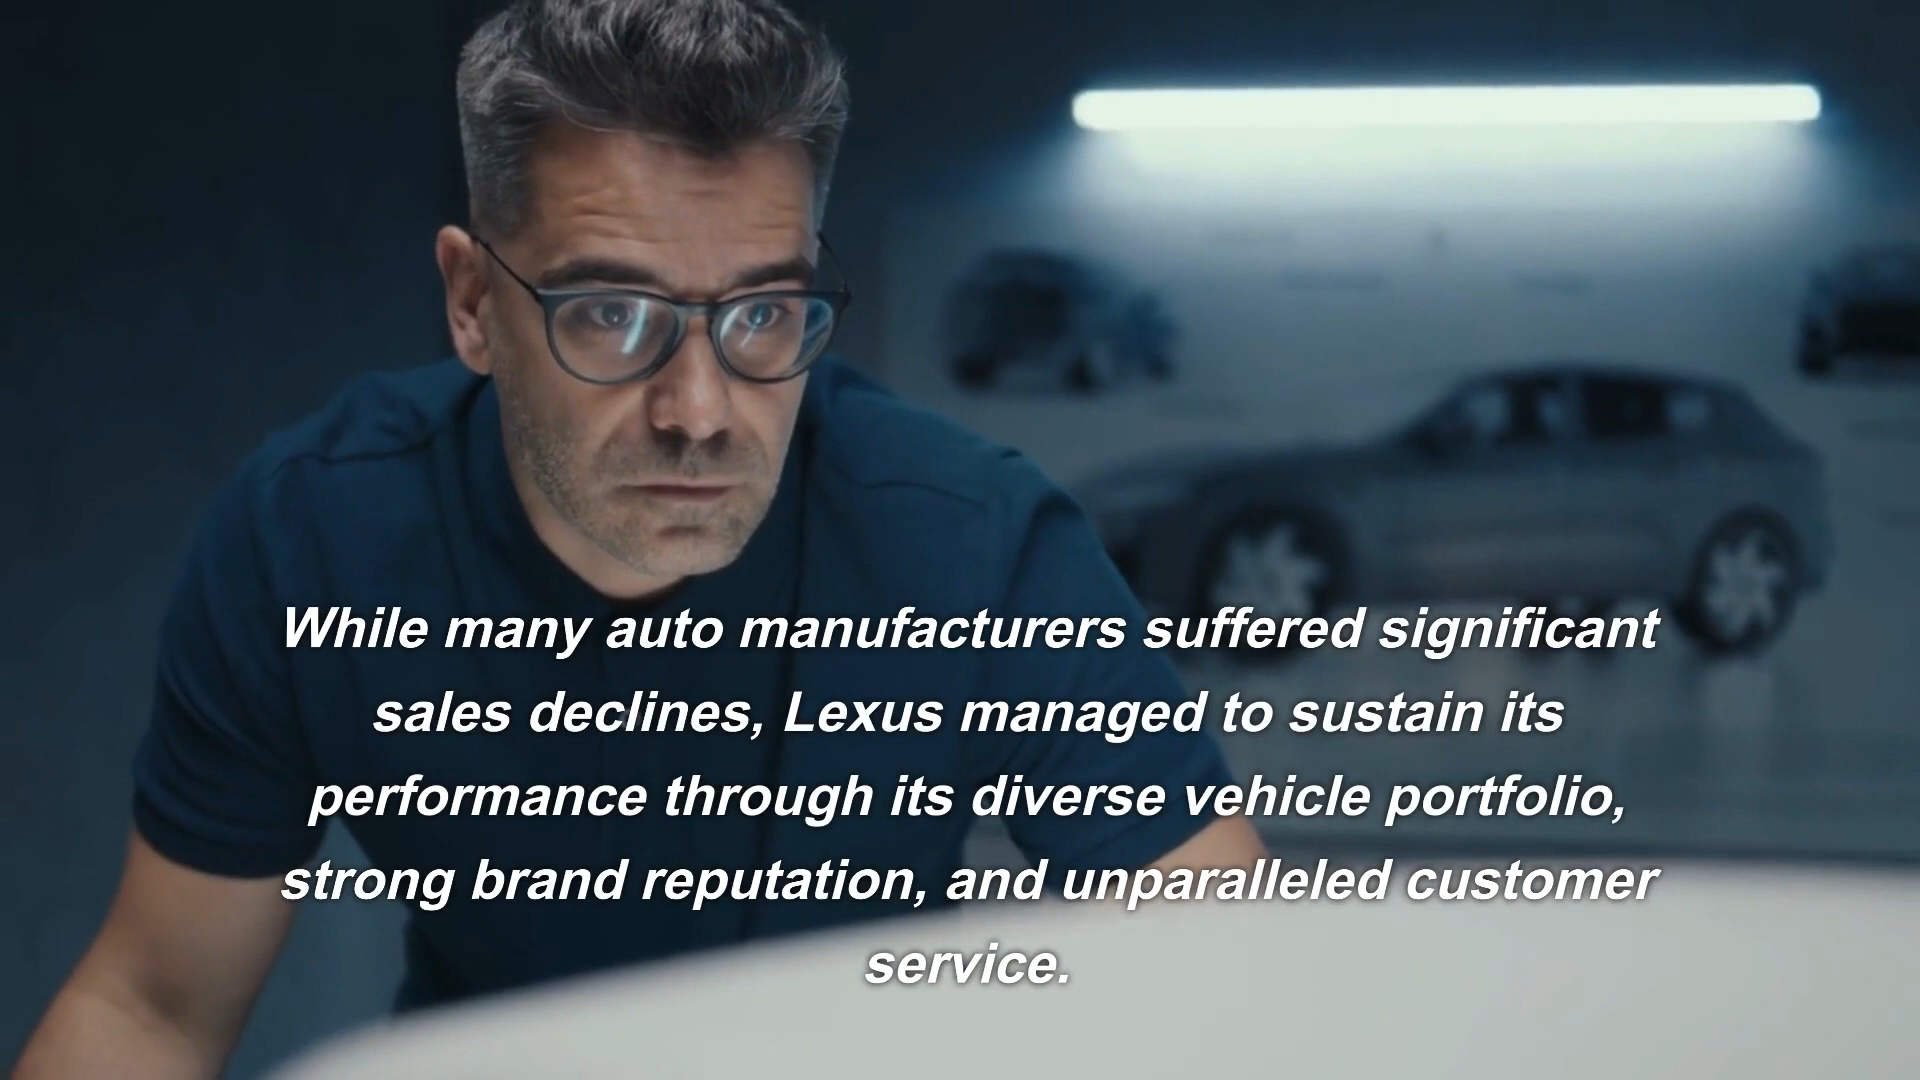 While many auto manufacturers suffered significant
sales declines, Lexus managed to sustain its
performance through its diverse vehicle portfolio,
strong brand reputation, and unparalleled customer
service.